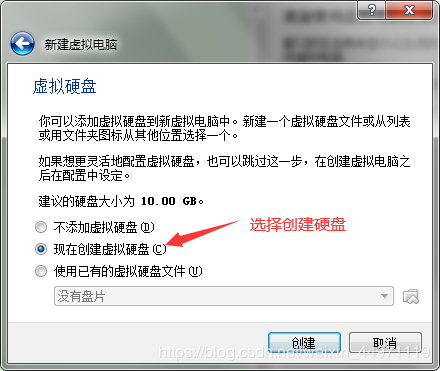 新建虚拟电脑
虚拟硬盘
你可以添加虚拟硬盘到新虚拟电脑中。新建一个虚拟硬盘文件或从列表
或用文件夹图标从其他位置选择一个。
如果想更灵活地配置虚拟硬盘，也可以跳过这一步，在创建虚拟电脑之
后在配置中设定。
建议的硬盘大小为 10.00 GB。
不添加虚拟硬盘(D)
选择创建硬盘
现在创建虚拟硬盘(C)
使用已有的虚拟硬盘文件(U)
没有盘片
创建
取消
https://blog.csdn.net/weixin_44971119